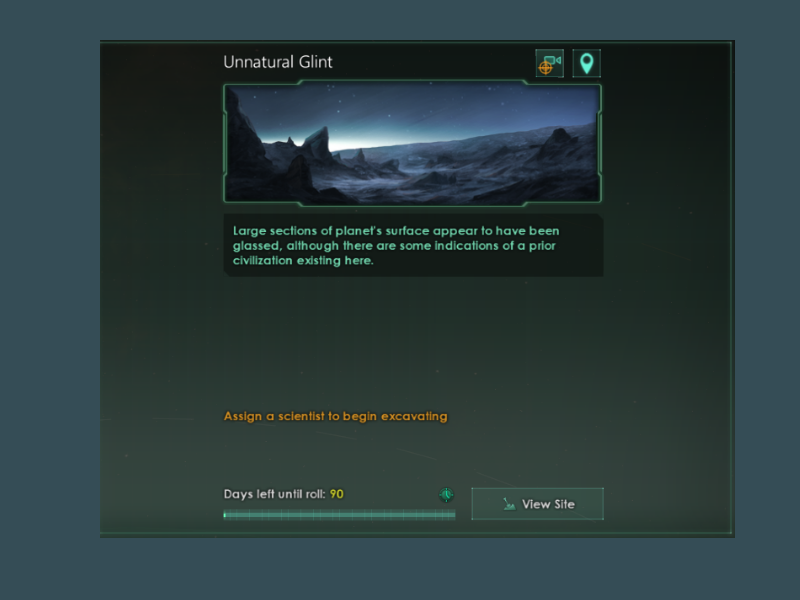 Unnatural Glint
Large sections of planet's surface appear to have been
glassed, although there are some indications of a prior
civilization existing here.
Assign a scientist to begin excavating
Days left until roll: 90
View Site